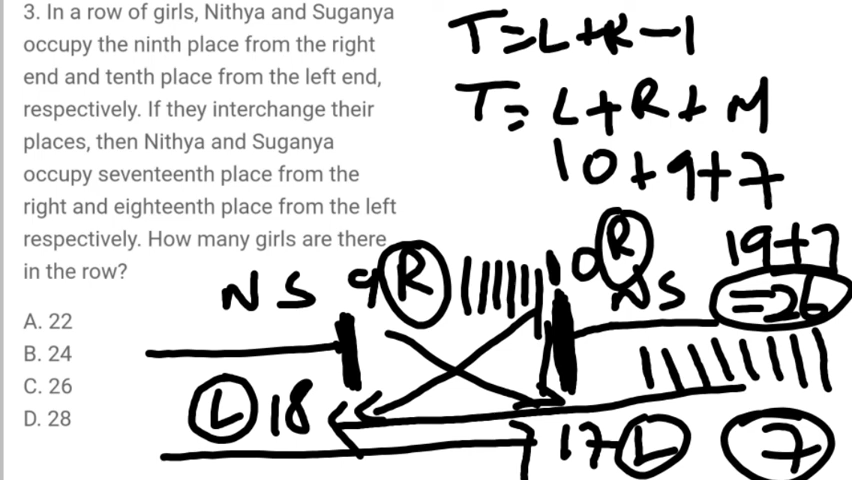 3. In a row of girls, Nithya and Suganya
occupy the ninth place from the right
end and tenth place from the left end,
respectively. If they interchange their
places, then Nithya and Suganya
occupy seventeenth place from the
right and eighteenth place from the left
respectively. How many girls are there
in the row?
A. 22
B. 24
C. 26
D. 28
T=L+R-1
T=L+R+M
10+9+7
19+7
=26
N S 9 R
10 R
NS
L 18
17 L
7